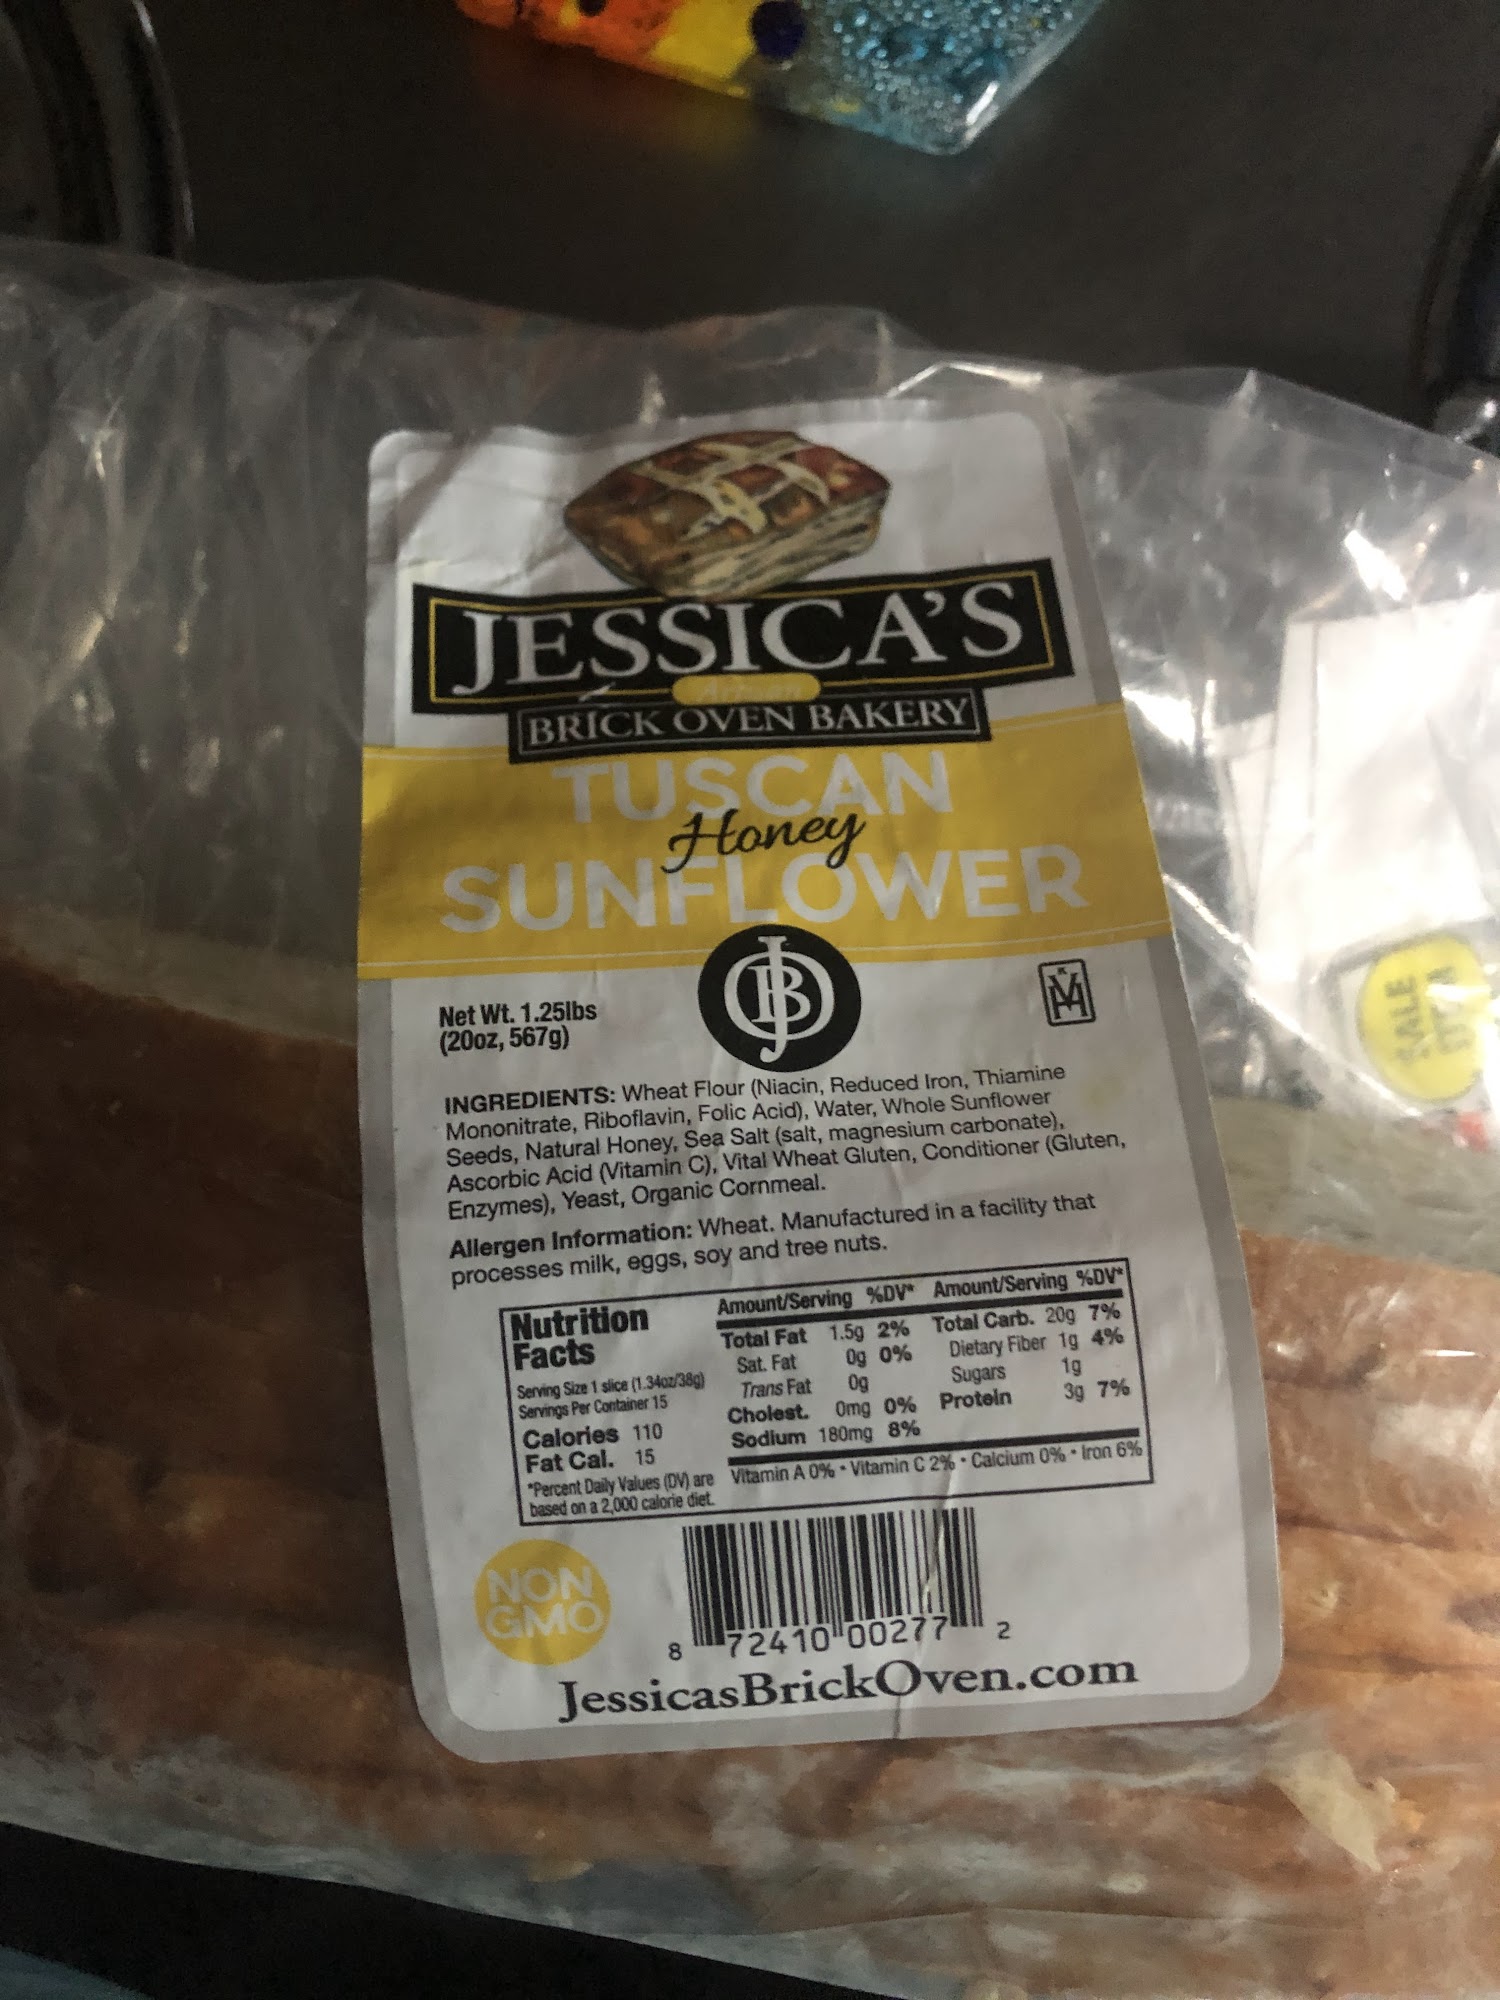 JESSICA'S
Artisan
BRICK OVEN BAKERY
TUSCAN
Honey
SUNFLOWER
JBO
K
Net Wt. 1.25lbs
(20oz, 567g)
INGREDIENTS: Wheat Flour (Niacin, Reduced Iron, Thiamine
Mononitrate, Riboflavin, Folic Acid), Water, Whole Sunflower
Seeds, Natural Honey, Sea Salt (salt, magnesium carbonate),
Ascorbic Acid (Vitamin C), Vital Wheat Gluten, Conditioner (Gluten,
Enzymes), Yeast, Organic Cornmeal.
Allergen Information: Wheat. Manufactured in a facility that
processes milk, eggs, soy and tree nuts.
Nutrition
Facts
Serving Size 1 slice (1.34oz/38g)
Servings Per Container 15
Calories 110
Fat Cal. 15
*Percent Daily Values (DV) are
based on a 2,000 calorie diet.
Amount/Serving %DV* Amount/Serving %DV*
Total Fat 1.5g 2% Total Carb. 20g 7%
Sat. Fat 0g 0% Dietary Fiber 1g 4%
Trans Fat 0g Sugars 1g
Cholest. 0mg 0% Protein 3g 7%
Sodium 180mg 8%
Vitamin A 0% • Vitamin C 2% • Calcium 0% • Iron 6%
NON
GMO
8 72410 00277 2
JessicasBrickOven.com